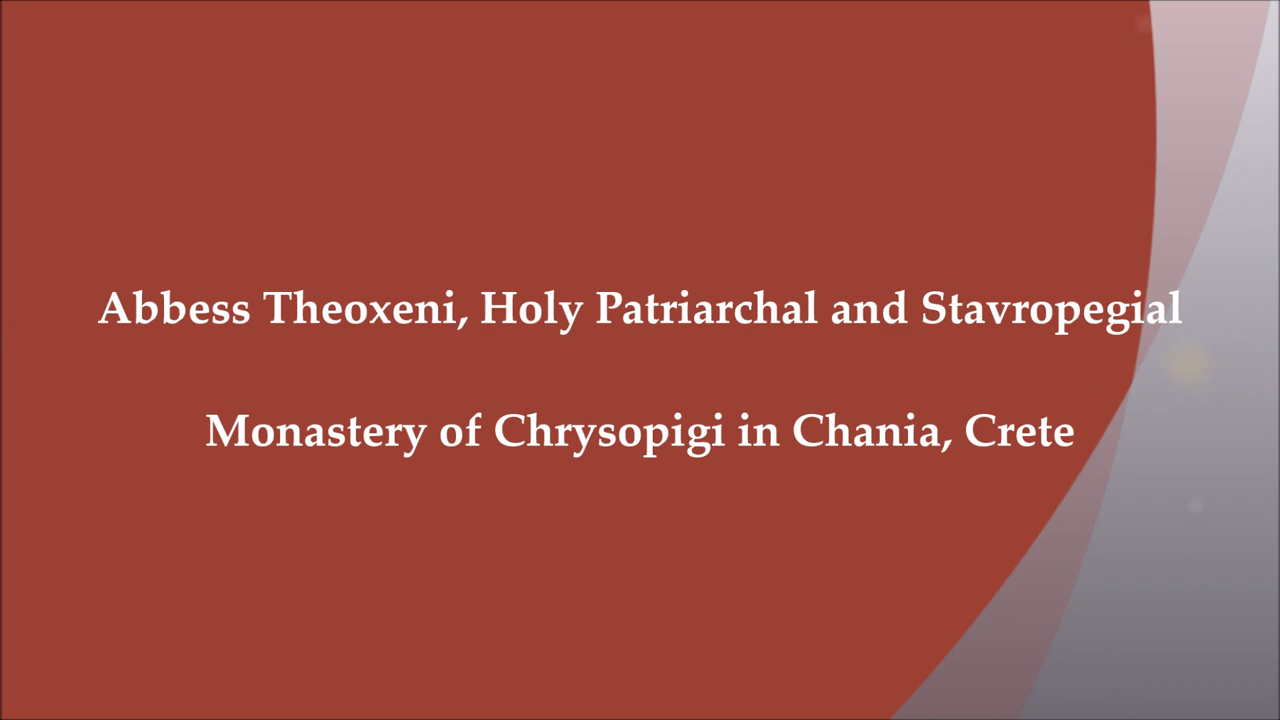 Abbess Theoxeni, Holy Patriarchal and Stavropegial
Monastery of Chrysopigi in Chania, Crete